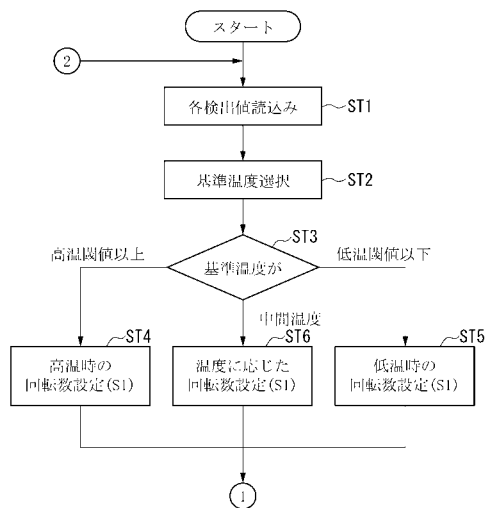 スタート
2
各検出値読込み
ST1
基準温度選択
ST2
ST3
高温閾値以上
基準温度が
低温閾値以下
中間温度
ST4
ST6
ST5
高温時の
回転数設定(S1)
温度に応じた
回転数設定(S1)
低温時の
回転数設定(S1)
1